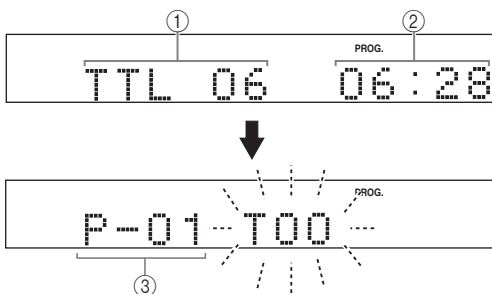 ① ②
PROG.
TTL 06 06:28
PROG.
P-01 T00
③